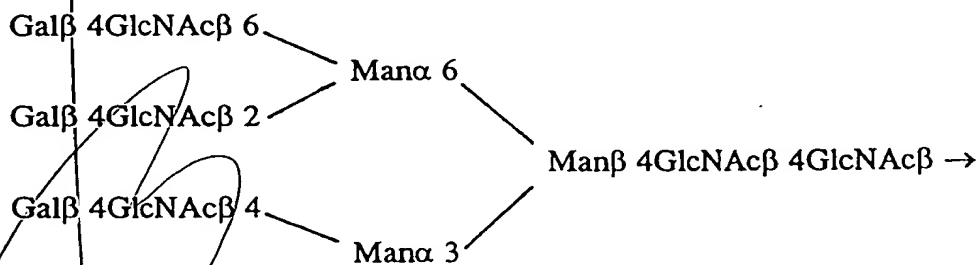 Galβ 4GlcNAcβ 6
Manα 6
Galβ 4GlcNAcβ 2
Manβ 4GlcNAcβ 4GlcNAcβ →
Galβ 4GlcNAcβ 4
Manα 3